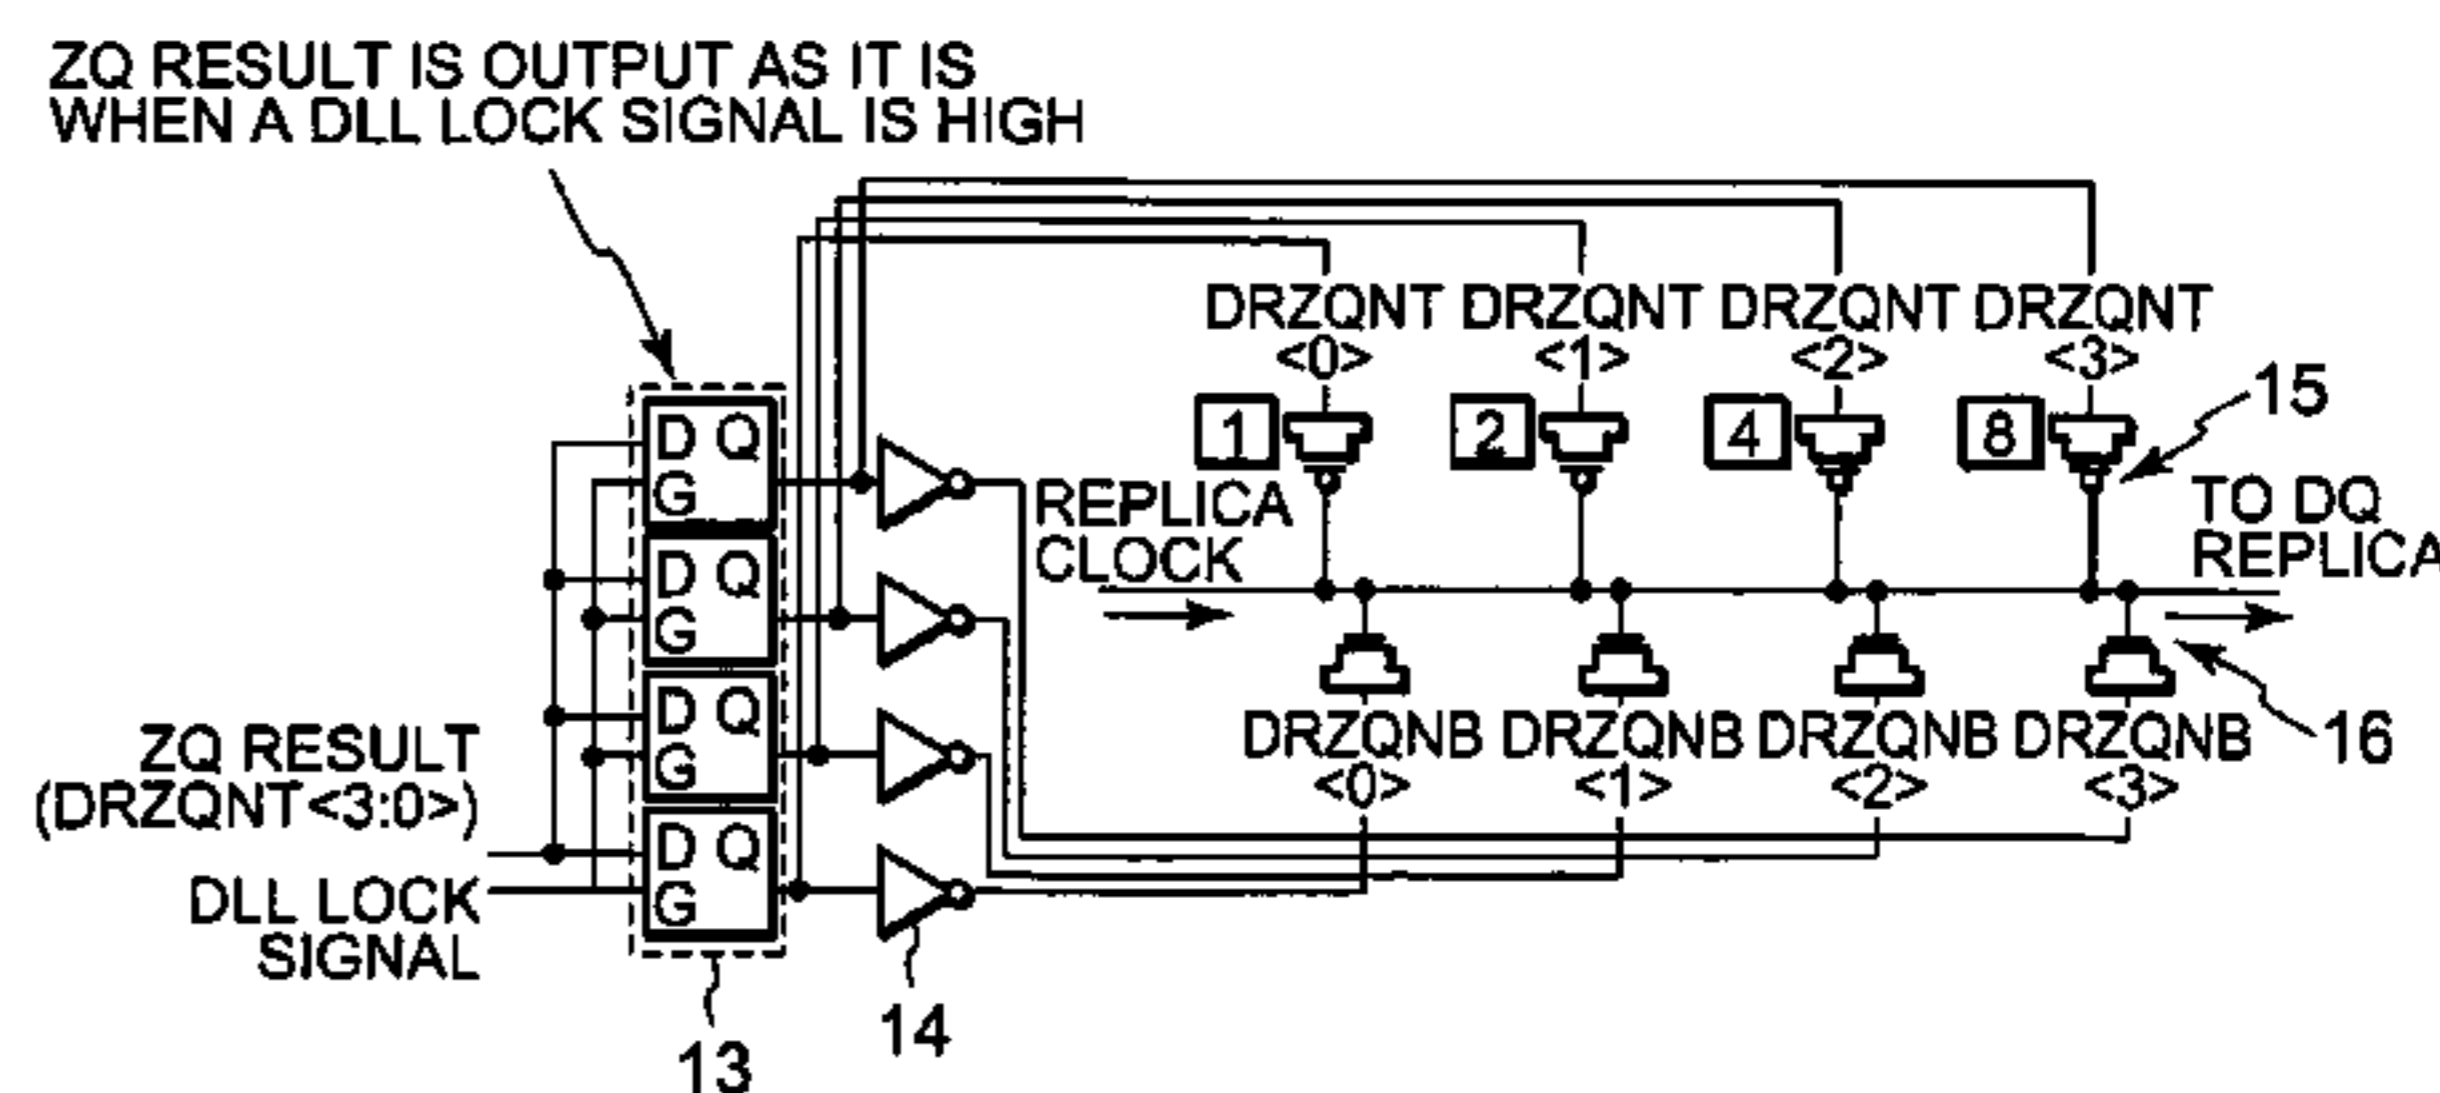 ZQ RESULT IS OUTPUT AS IT IS
WHEN A DLL LOCK SIGNAL IS HIGH
DRZQNT DRZQNT DRZQNT DRZQNT
<0> <1> <2> <3>
15
1 2 4 8
D Q
G
REPLICA
CLOCK
TO DQ
REPLICA
D Q
G
D Q
G
ZQ RESULT
(DRZQNT<3:0>)
DRZQNB DRZQNB DRZQNB DRZQNB
<0> <1> <2> <3>
16
D Q
G
DLL LOCK
SIGNAL
13
14